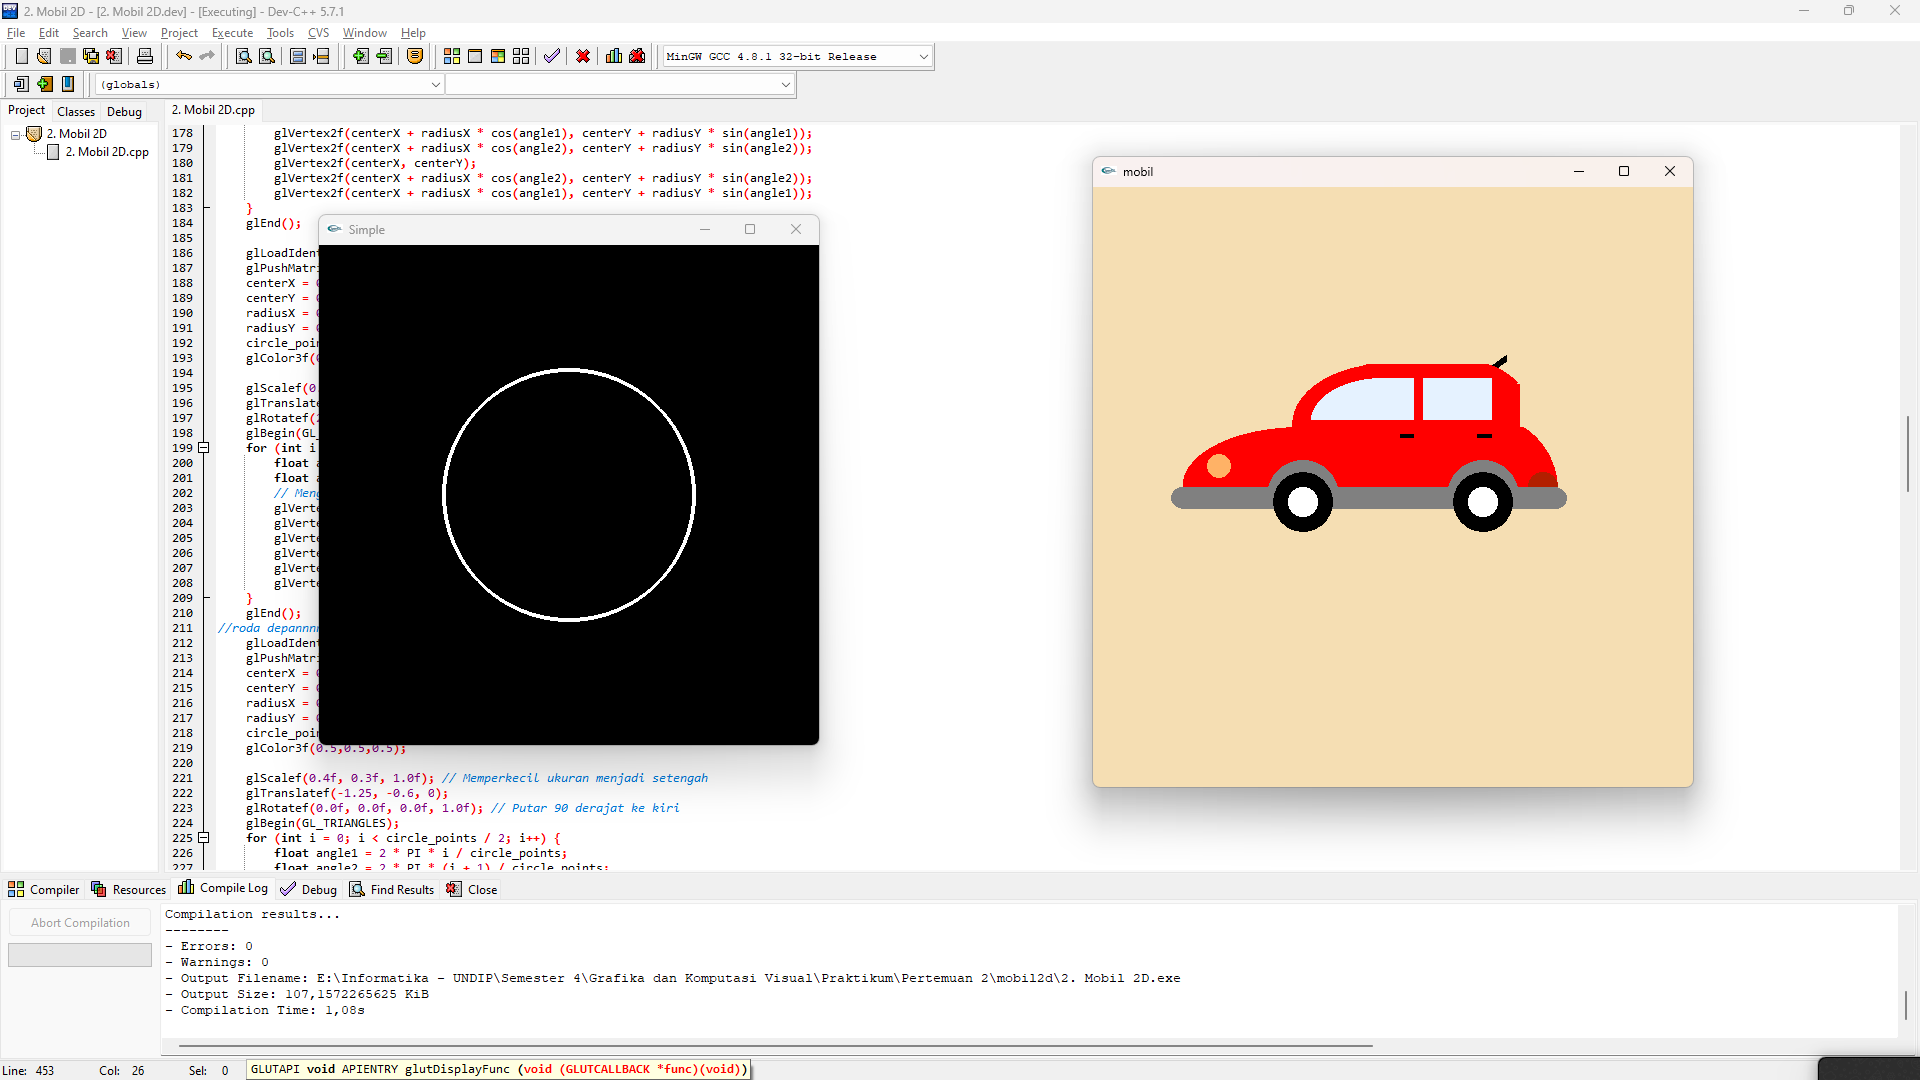 2. Mobil 2D - [2. Mobil 2D.dev] - [Executing] - Dev-C++ 5.7.1
File Edit Search View Project Execute Tools CVS Window Help
MinGW GCC 4.8.1 32-bit Release
(globals)
Project Classes Debug
2. Mobil 2D.cpp
2. Mobil 2D
2. Mobil 2D.cpp
178 glVertex2f(centerX + radiusX * cos(angle1), centerY + radiusY * sin(angle1));
179 glVertex2f(centerX + radiusX * cos(angle2), centerY + radiusY * sin(angle2));
180 glVertex2f(centerX, centerY);
181 glVertex2f(centerX + radiusX * cos(angle2), centerY + radiusY * sin(angle2));
182 glVertex2f(centerX + radiusX * cos(angle1), centerY + radiusY * sin(angle1));
183 }
184 glEnd();
185
186 glLoadIdent
187 glPushMatr
188 centerX =
189 centerY =
190 radiusX =
191 radiusY =
192 circle_poi
193 glColor3f(
194
195 glScalef(0
196 glTranslate
197 glRotatef(
198 glBegin(GL_
199 for (int i
200 float
201 float
202 // Meng
203 glVerte
204 glVerte
205 glVerte
206 glVerte
207 glVerte
208 glVerte
209 }
210 glEnd();
211 //roda depannn
212 glLoadIdent
213 glPushMatr
214 centerX =
215 centerY =
216 radiusX =
217 radiusY =
218 circle_poi
219 glColor3f(0.5,0.5,0.5);
220
221 glScalef(0.4f, 0.3f, 1.0f); // Memperkecil ukuran menjadi setengah
222 glTranslatef(-1.25, -0.6, 0);
223 glRotatef(0.0f, 0.0f, 0.0f, 1.0f); // Putar 90 derajat ke kiri
224 glBegin(GL_TRIANGLES);
225 for (int i = 0; i < circle_points / 2; i++) {
226 float angle1 = 2 * PI * i / circle_points;
227 float angle2 = 2 * PI * (i + 1) / circle_points;
Simple
mobil
Compiler Resources Compile Log Debug Find Results Close
Abort Compilation
Compilation results...
--------
- Errors: 0
- Warnings: 0
- Output Filename: E:\Informatika - UNDIP\Semester 4\Grafika dan Komputasi Visual\Praktikum\Pertemuan 2\mobil2d\2. Mobil 2D.exe
- Output Size: 107,1572265625 KiB
- Compilation Time: 1,08s
Line: 453 Col: 26 Sel: 0 GLUTAPI void APIENTRY glutDisplayFunc (void (GLUTCALLBACK *func)(void))